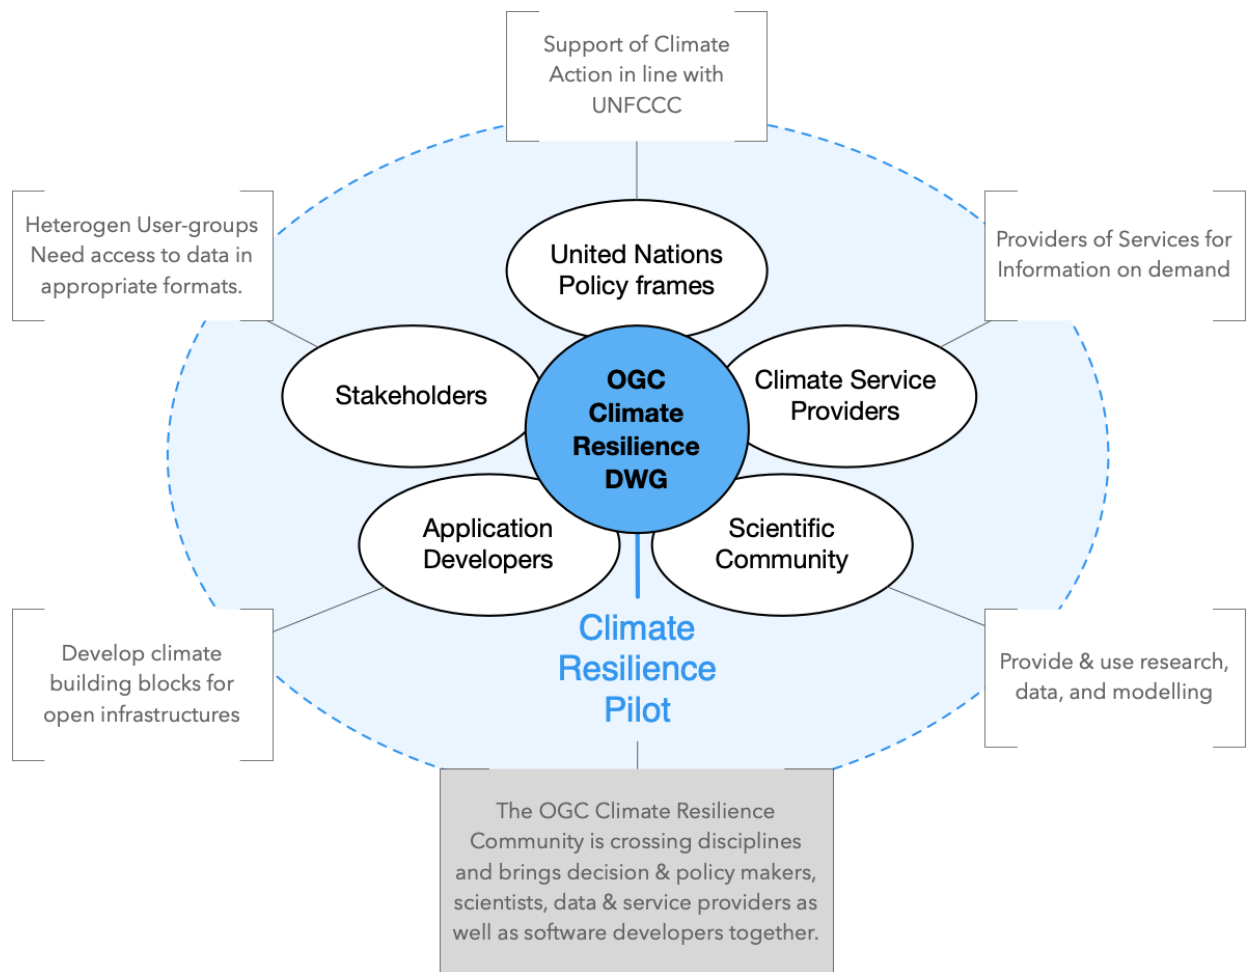 Support of Climate
Action in line with
UNFCCC
Heterogen User-groups
Need access to data in
appropriate formats.
Providers of Services for
Information on demand
United Nations
Policy frames
Stakeholders
OGC
Climate
Resilience
DWG
Climate Service
Providers
Application
Developers
Scientific
Community
Climate
Resilience
Pilot
Develop climate
building blocks for
open infrastructures
Provide & use research,
data, and modelling
The OGC Climate Resilience
Community is crossing disciplines
and brings decision & policy makers,
scientists, data & service providers as
well as software developers together.